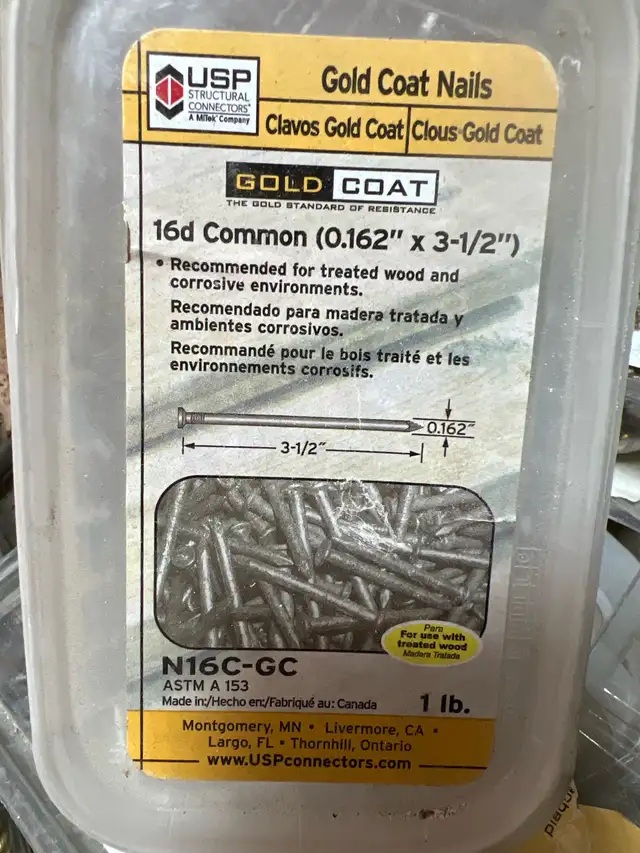 USP
STRUCTURAL
CONNECTORS®
A MiTek® Company
Gold Coat Nails
Clavos Gold Coat
Clous Gold Coat
GOLD COAT
THE GOLD STANDARD OF RESISTANCE
16d Common (0.162" x 3-1/2")
• Recommended for treated wood and
corrosive environments.
Recomendado para madera tratada y
ambientes corrosivos.
Recommandé pour le bois traité et les
environnements corrosifs.
0.162"
3-1/2"
Para
For use with
treated wood
Madera Tratada
N16C-GC
ASTM A 153
Made in:/Hecho en:/Fabriqué au: Canada
1 lb.
Montgomery, MN • Livermore, CA •
Largo, FL • Thornhill, Ontario
www.USPconnectors.com